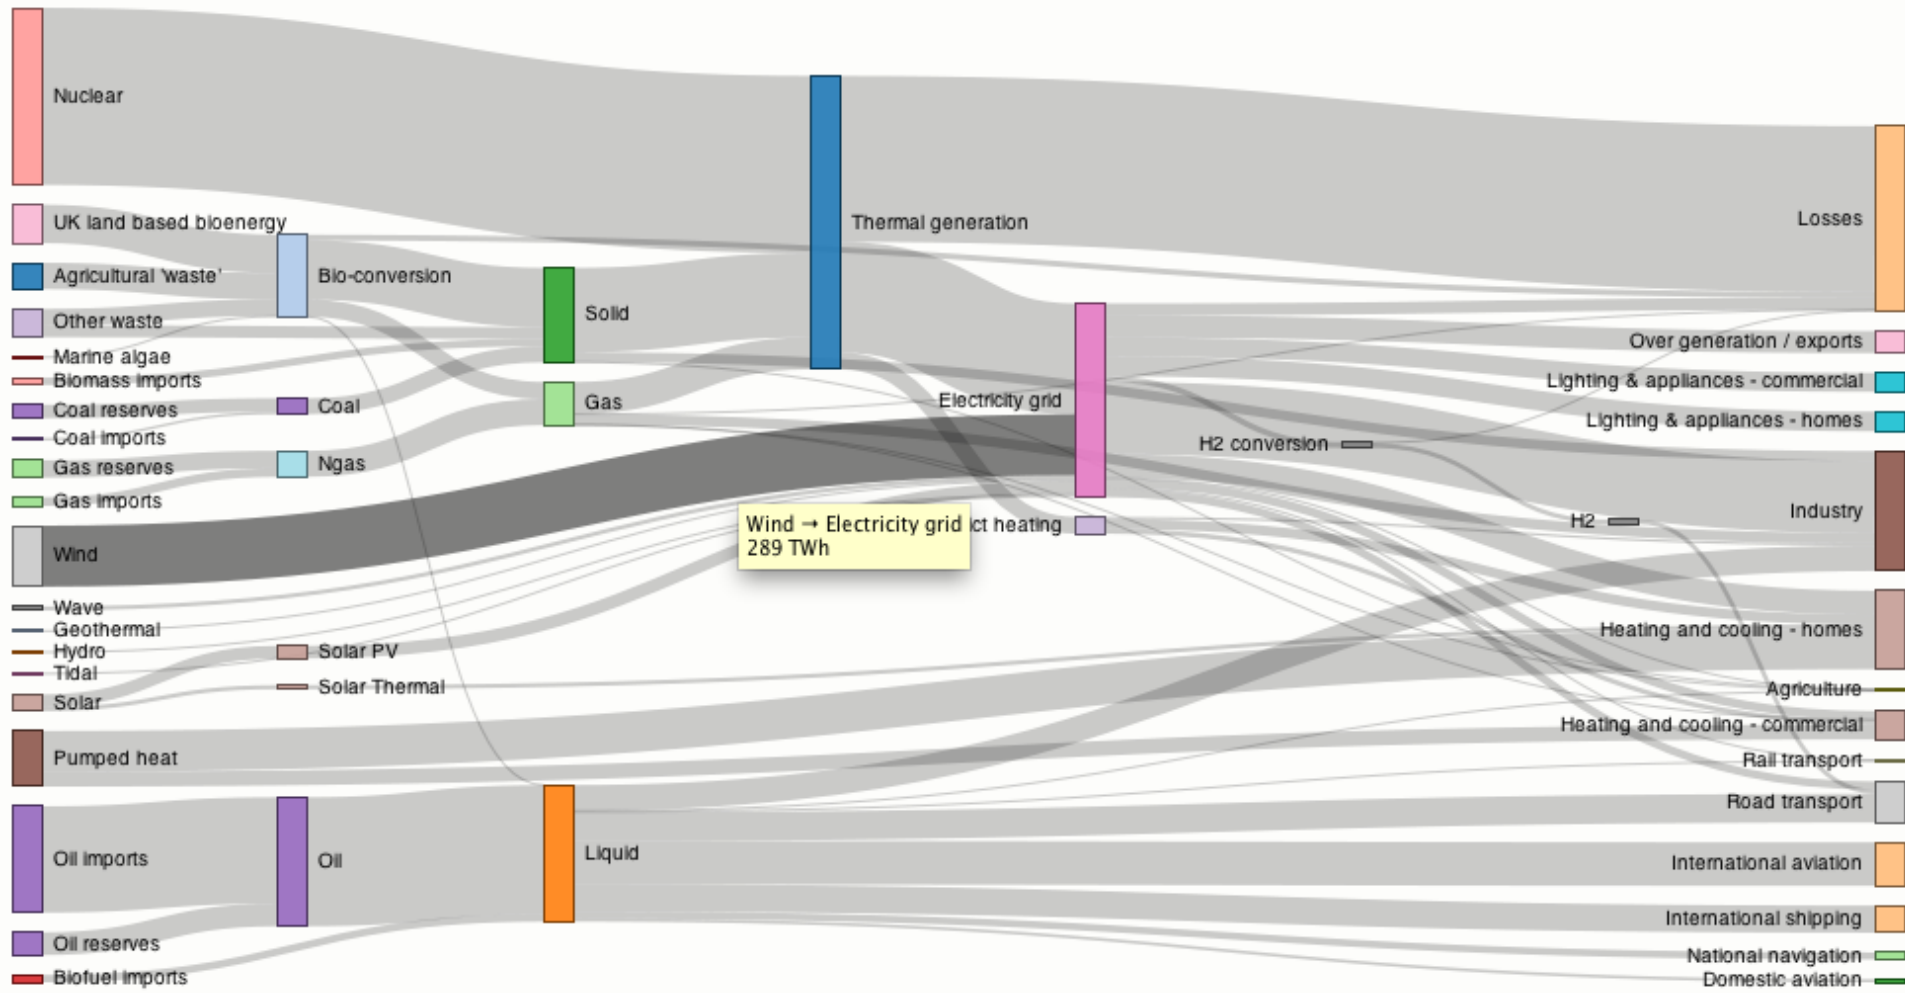 Nuclear
UK land based bioenergy
Agricultural 'waste'
Other waste
Marine algae
Biomass imports
Coal reserves
Coal imports
Gas reserves
Gas imports
Wind
Wave
Geothermal
Hydro
Tidal
Solar
Pumped heat
Oil imports
Oil reserves
Biofuel imports
Bio-conversion
Coal
Ngas
Solar PV
Solar Thermal
Oil
Solid
Gas
Liquid
Thermal generation
Electricity grid
Wind → Electricity grid
289 TWh
ct heating
H2 conversion
H2
Losses
Over generation / exports
Lighting & appliances - commercial
Lighting & appliances - homes
Industry
Heating and cooling - homes
Agriculture
Heating and cooling - commercial
Rail transport
Road transport
International aviation
International shipping
National navigation
Domestic aviation